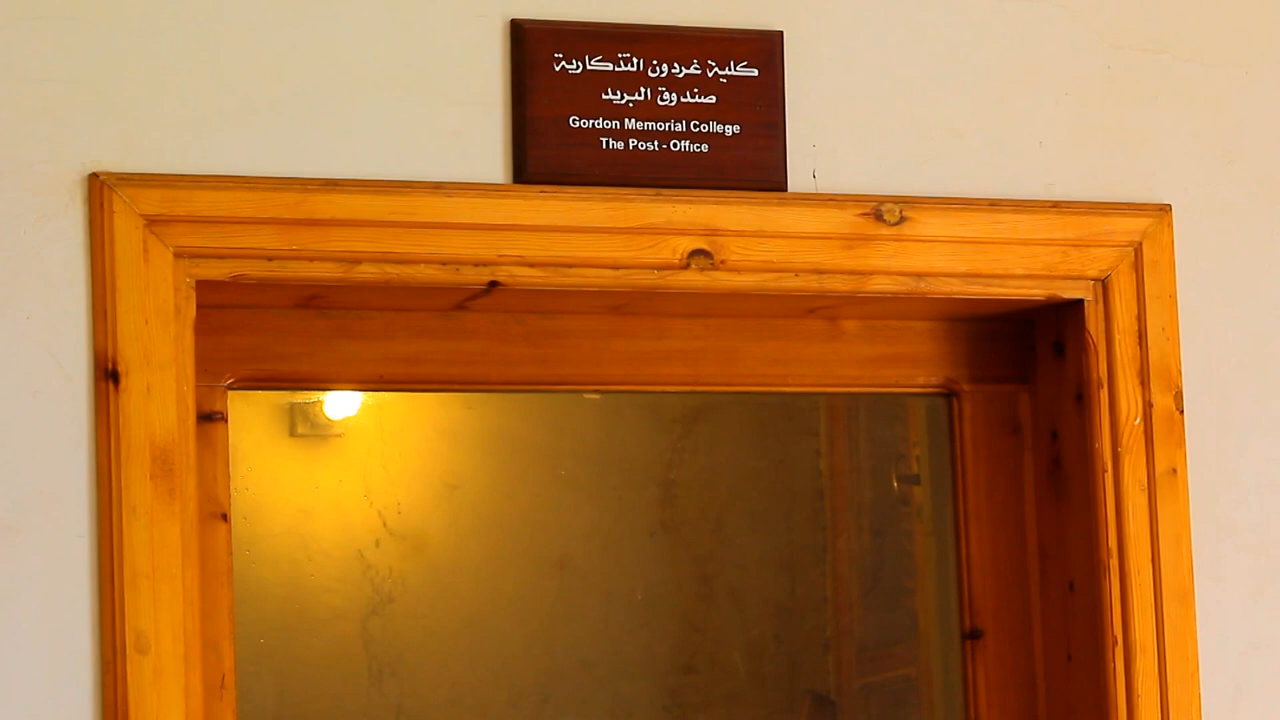 كلية غردون التذكارية
صندوق البريد
Gordon Memorial College
The Post - Office